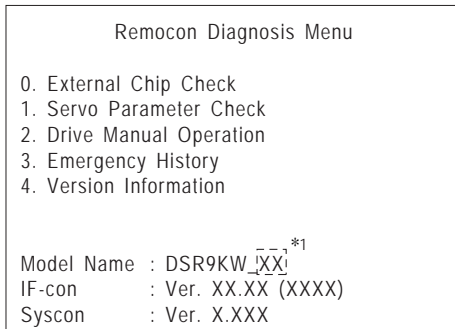 Remocon Diagnosis Menu
0. External Chip Check
1. Servo Parameter Check
2. Drive Manual Operation
3. Emergency History
4. Version Information
*1
Model Name : DSR9KW_XX
IF-con : Ver. XX.XX (XXXX)
Syscon : Ver. X.XXX